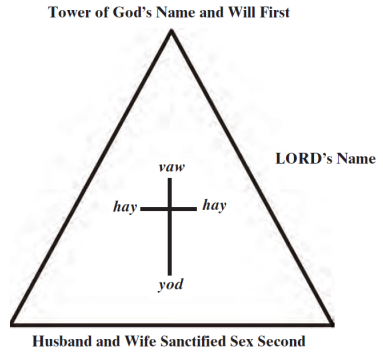 Tower of God's Name and Will First
LORD's Name
vaw
hay hay
yod
Husband and Wife Sanctified Sex Second